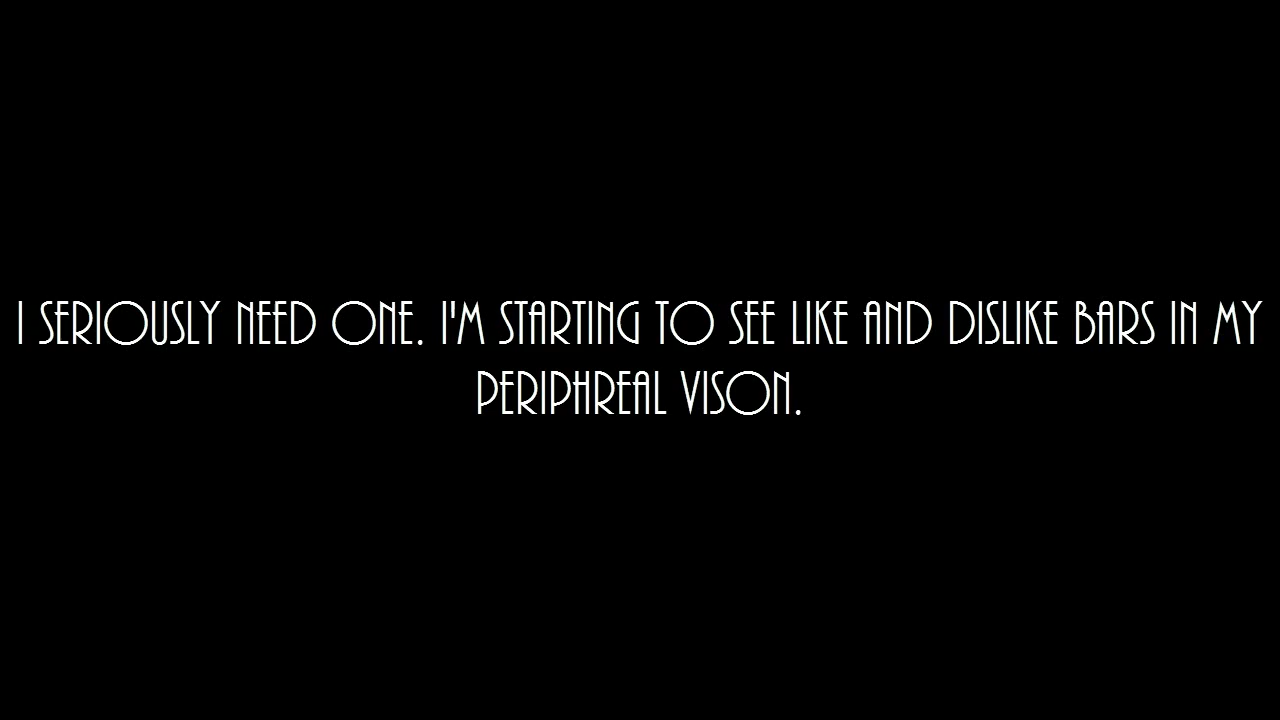 I SERIOUSLY NEED ONE. I'M STARTING TO SEE LIKE AND DISLIKE BARS IN MY
PERIPHREAL VISON.